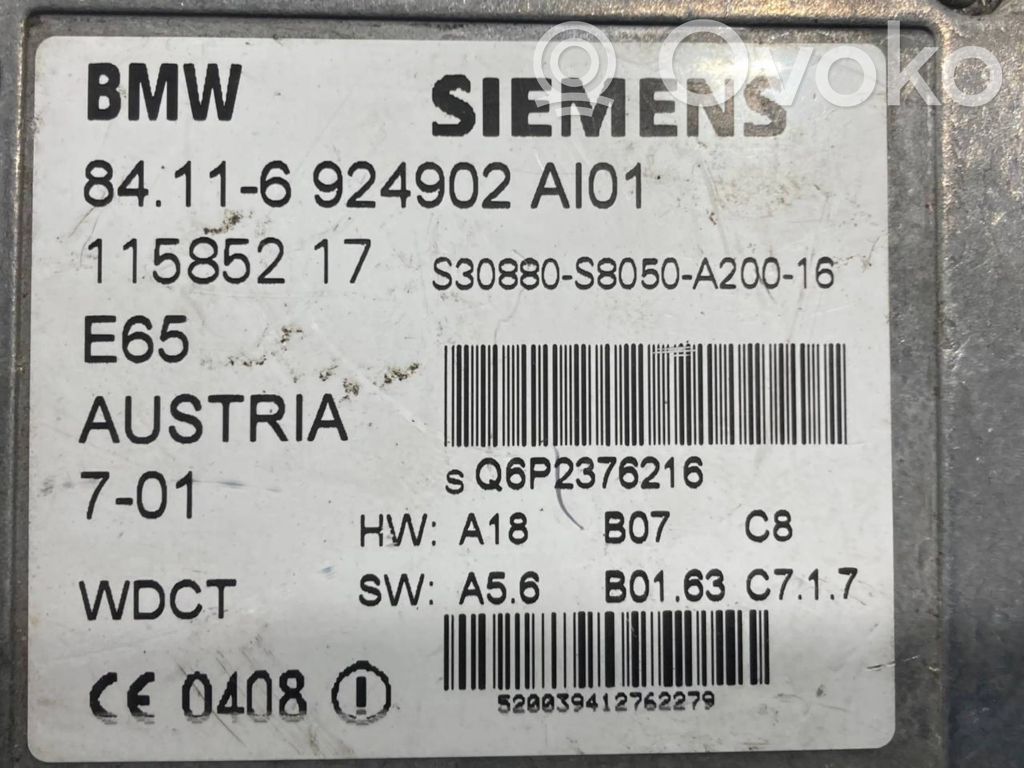 BMW SIEMENS
84.11-6 924902 AI01
115852 17 S30880-S8050-A200-16
E65
AUSTRIA
7-01 s Q6P2376216
HW: A18 B07 C8
WDCT SW: A5.6 B01.63 C7.1.7
CE 0408
520039412762279
Ovoko